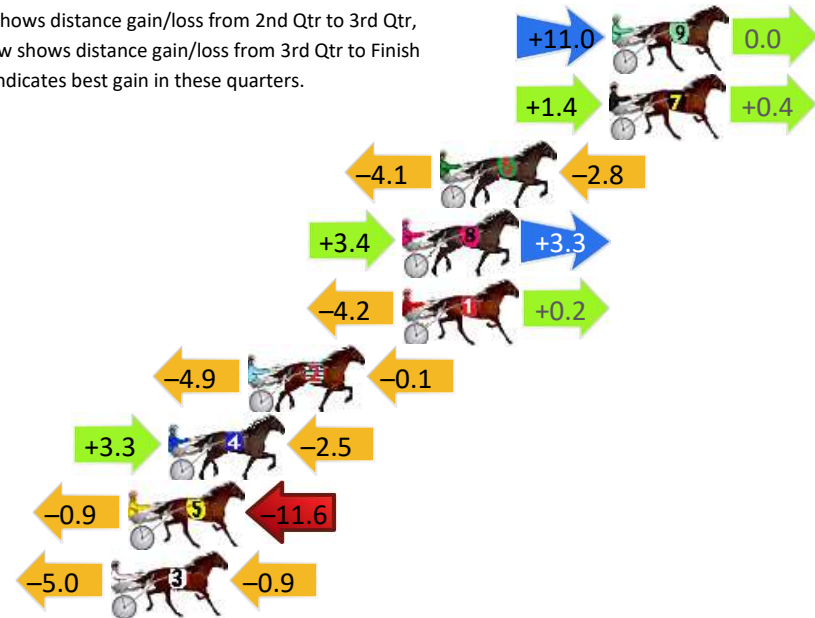 hows distance gain/loss from 2nd Qtr to 3rd Qtr,
w shows distance gain/loss from 3rd Qtr to Finish
ndicates best gain in these quarters.
+11.0 9 0.0
+1.4 7 +0.4
–4.1 6 –2.8
+3.4 8 +3.3
–4.2 1 +0.2
–4.9 2 –0.1
+3.3 4 –2.5
–0.9 5 –11.6
–5.0 3 –0.9